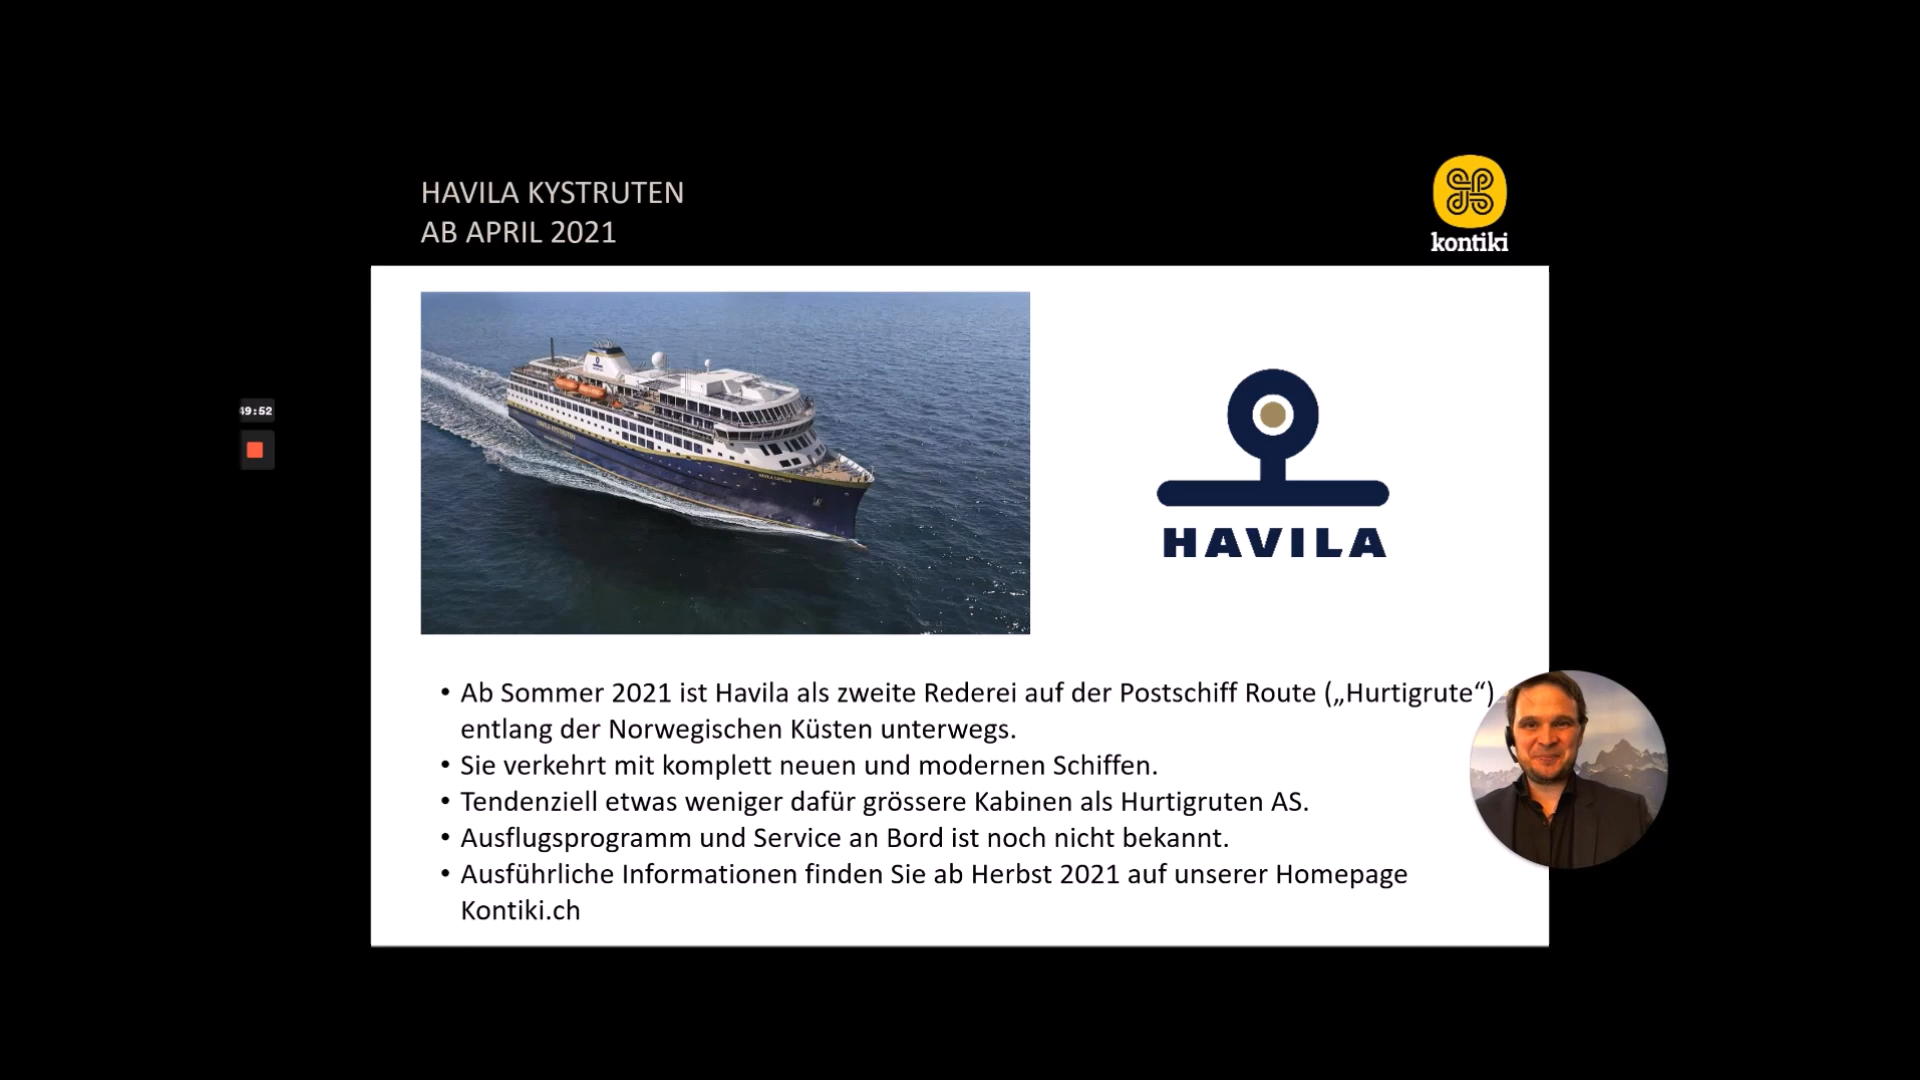 HAVILA KYSTRUTEN
AB APRIL 2021
kontiki
49:52
HAVILA
• Ab Sommer 2021 ist Havila als zweite Rederei auf der Postschiff Route („Hurtigrute“)
entlang der Norwegischen Küsten unterwegs.
• Sie verkehrt mit komplett neuen und modernen Schiffen.
• Tendenziell etwas weniger dafür grössere Kabinen als Hurtigruten AS.
• Ausflugsprogramm und Service an Bord ist noch nicht bekannt.
• Ausführliche Informationen finden Sie ab Herbst 2021 auf unserer Homepage
Kontiki.ch